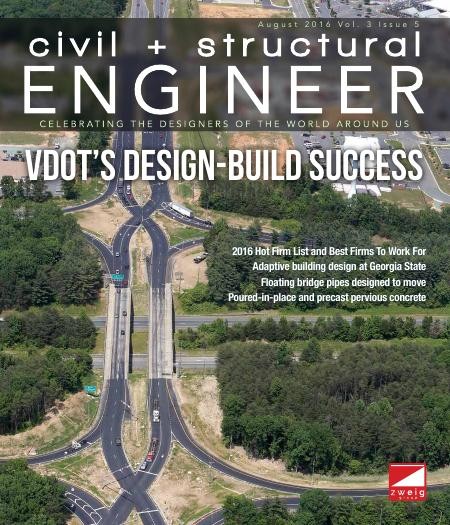 August 2016 Vol. 3 Issue 5
civil + structural
ENGINEER
CELEBRATING THE DESIGNERS OF THE WORLD AROUND US
VDOT'S DESIGN-BUILD SUCCESS
2016 Hot Firm List and Best Firms To Work For
Adaptive building design at Georgia State
Floating bridge pipes designed to move
Poured-in-place and precast pervious concrete
zweig
group